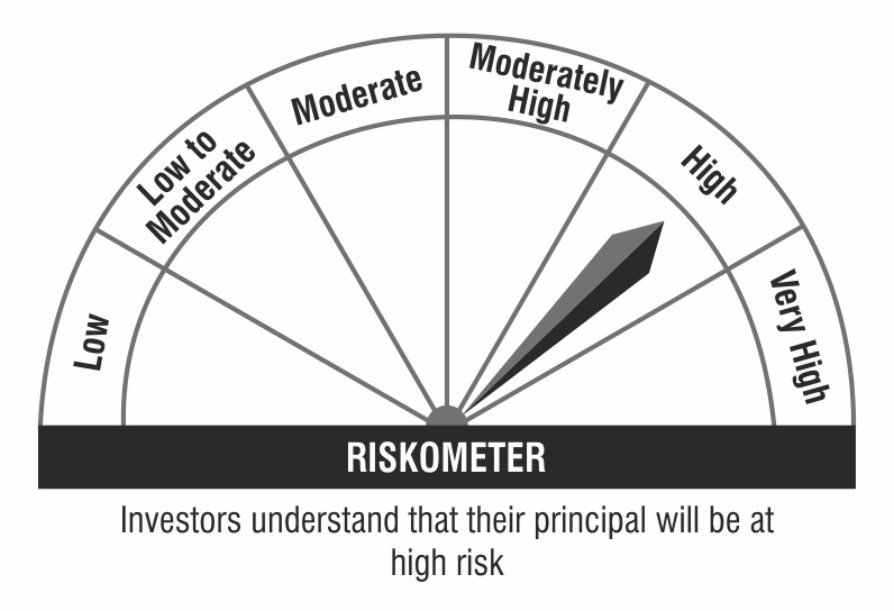 Low
Low to
Moderate
Moderate
Moderately
High
High
Very High
RISKOMETER
Investors understand that their principal will be at
high risk